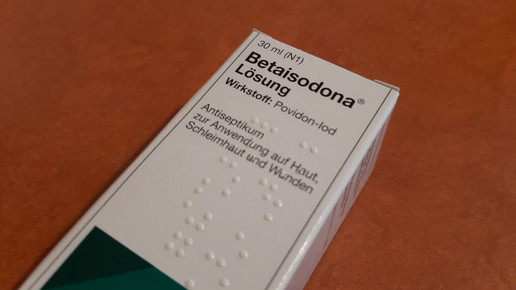 30 ml (N1)
Betaisodona®
Lösung
Wirkstoff: Povidon-Iod
Antiseptikum
zur Anwendung auf Haut,
Schleimhaut und Wunden